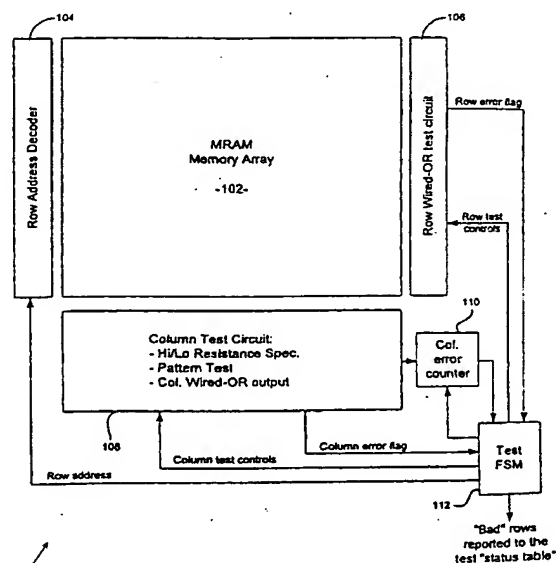 104
106
Row Address Decoder
MRAM
Memory Array
-102-
Row Wired-OR test circuit
Row error flag
Row test
controls
110
Column Test Circuit:
- Hi/Lo Resistance Spec.
- Pattern Test
- Col. Wired-OR output
Col.
error
counter
108
Column error flag
Column test controls
Row address
Test
FSM
112
"Bad" rows
reported to the
test "status table"